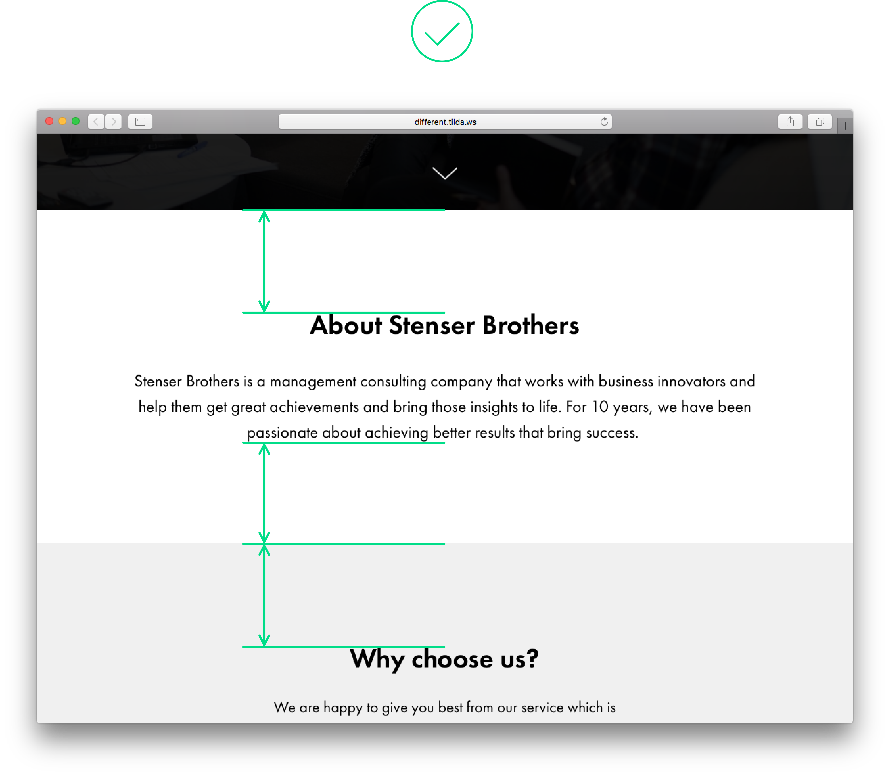 different.tilda.ws
About Stenser Brothers
Stenser Brothers is a management consulting company that works with business innovators and
help them get great achievements and bring those insights to life. For 10 years, we have been
passionate about achieving better results that bring success.
Why choose us?
We are happy to give you best from our service which is